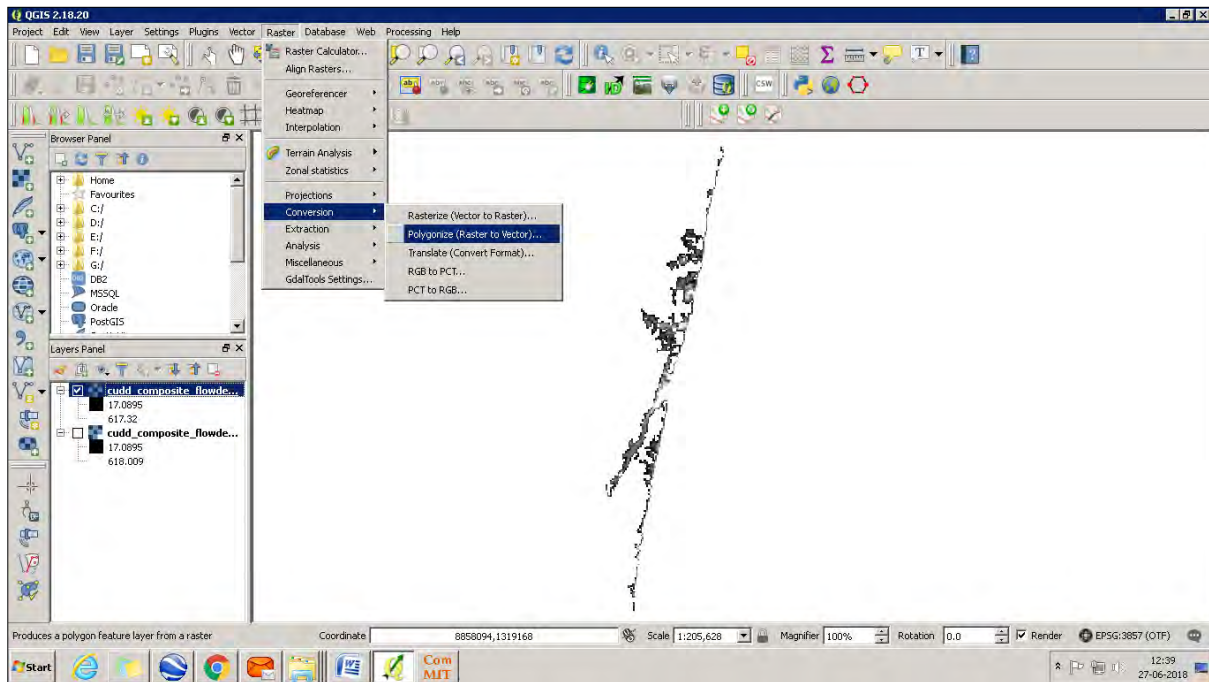 QGIS 2.18.20
Project Edit View Layer Settings Plugins Vector Raster Database Web Processing Help
Raster Calculator...
Align Rasters...
Georeferencer
Heatmap
Interpolation
Terrain Analysis
Zonal statistics
Projections
Conversion
Extraction
Analysis
Miscellaneous
GdalTools Settings...
Rasterize (Vector to Raster)...
Polygonize (Raster to Vector)...
Translate (Convert Format)...
RGB to PCT...
PCT to RGB...
CSW
Browser Panel
Home
Favourites
C:/
D:/
E:/
F:/
G:/
DB2
MSSQL
Oracle
PostGIS
Layers Panel
cudd_composite_flowde...
17.0895
617.32
cudd_composite_flowde...
17.0895
618.009
Produces a polygon feature layer from a raster
Coordinate 8858094,1319168
Scale 1:205,628
Magnifier 100%
Rotation 0.0
Render
EPSG:3857 (OTF)
Start
Com MIT
12:39
27-06-2018